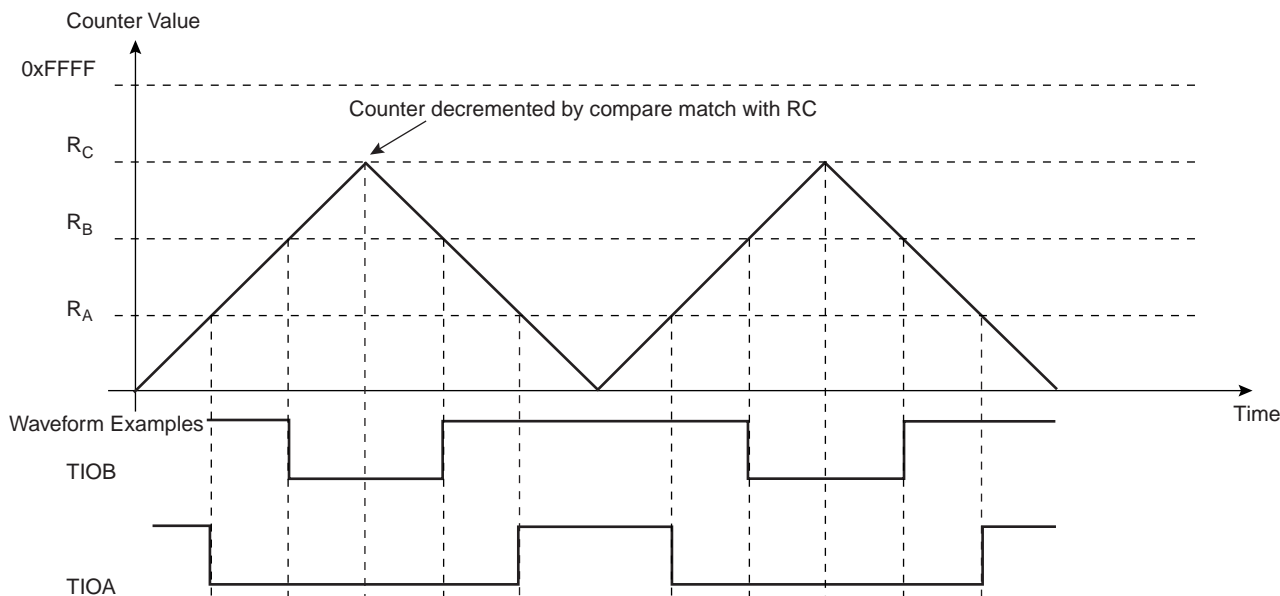 Counter Value
0xFFFF
Counter decremented by compare match with RC
RC
RB
RA
Time
Waveform Examples
TIOB
TIOA